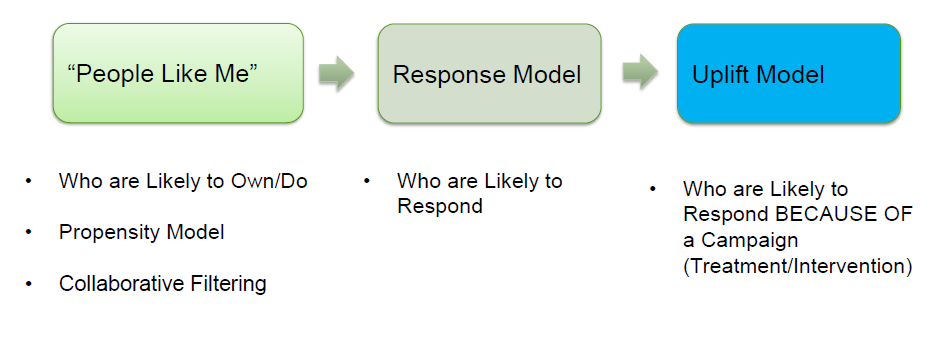 “People Like Me”
Response Model
Uplift Model
• Who are Likely to Own/Do
• Propensity Model
• Collaborative Filtering
• Who are Likely to
Respond
• Who are Likely to
Respond BECAUSE OF
a Campaign
(Treatment/Intervention)